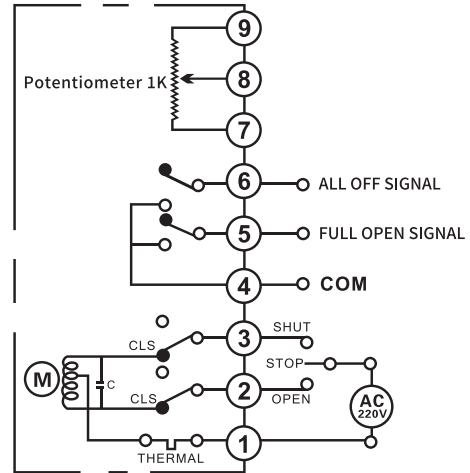 9
Potentiometer 1K
8
7
6 ALL OFF SIGNAL
5 FULL OPEN SIGNAL
4 COM
CLS 3 SHUT
STOP
M C
CLS 2 OPEN
AC
220V
THERMAL 1